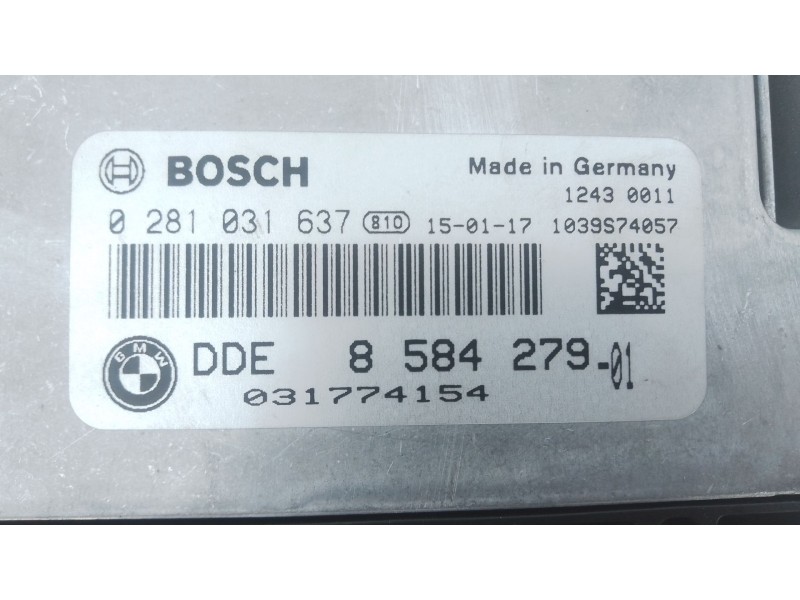 BOSCH Made in Germany
1243 0011
0 281 031 637 810 15-01-17 1039S74057
BMW DDE 8 584 279-01
031774154